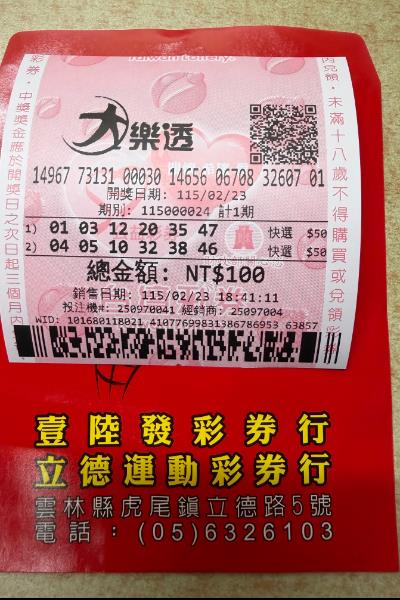 Taiwan Lottery
大樂透
14967 73131 00030 14656 06708 32607 01
開獎日期: 115/02/23
期別: 115000024 計1期
1) 01 03 12 20 35 47 快選 $50
2) 04 05 10 32 38 46 快選 $50
總金額: NT$100
銷售日期: 115/02/23 18:41:11
投注機#: 250970041 經銷商: 25097004
WID: 101680118021 41077699831386786953 63857
彩券‧中獎獎金應於開獎日之次日起三個月內
內兌領‧未滿十八歲不得購買或兌領彩
壹陸發彩券行
立德運動彩券行
雲林縣虎尾鎮立德路5號
電話：(05)6326103